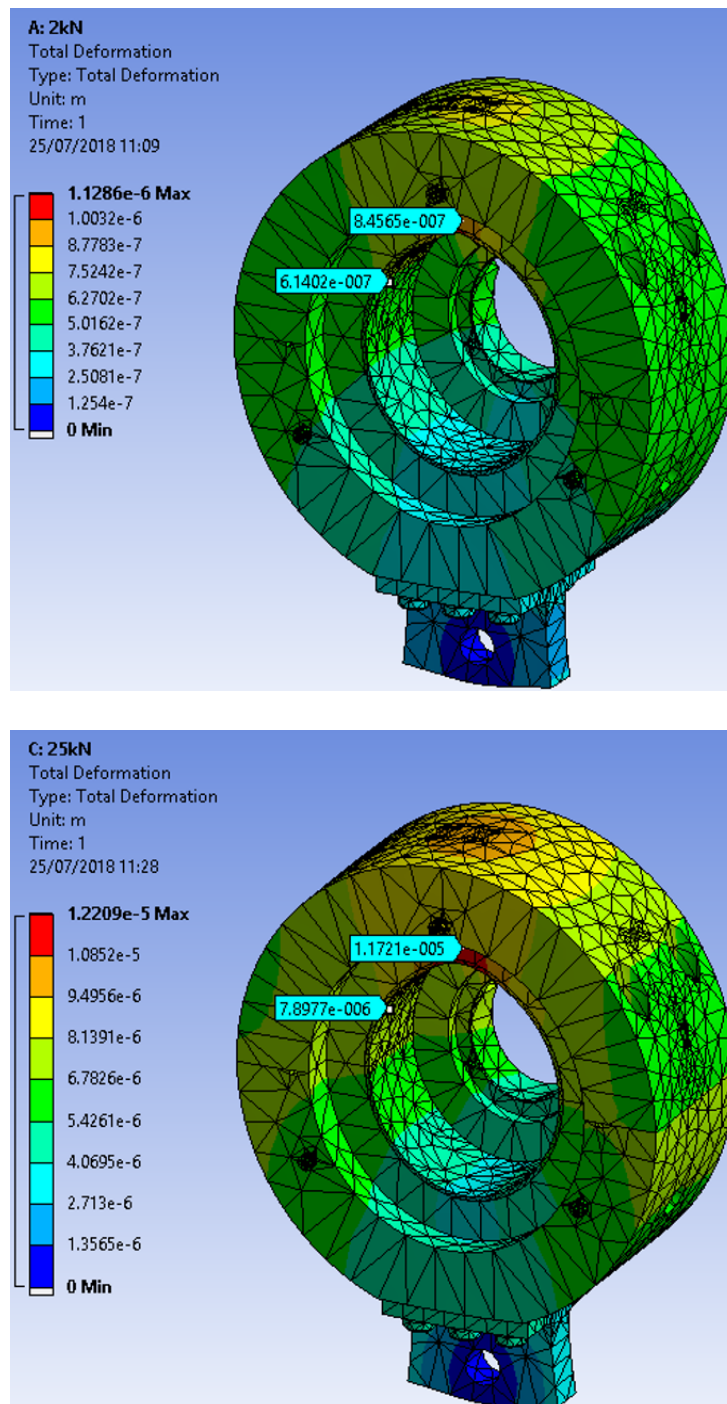 A: 2kN
Total Deformation
Type: Total Deformation
Unit: m
Time: 1
25/07/2018 11:09
1.1286e-6 Max
1.0032e-6
8.7783e-7
7.5242e-7
6.2702e-7
5.0162e-7
3.7621e-7
2.5081e-7
1.254e-7
0 Min
8.4565e-007
6.1402e-007
C: 25kN
Total Deformation
Type: Total Deformation
Unit: m
Time: 1
25/07/2018 11:28
1.2209e-5 Max
1.0852e-5
9.4956e-6
8.1391e-6
6.7826e-6
5.4261e-6
4.0695e-6
2.713e-6
1.3565e-6
0 Min
1.1721e-005
7.8977e-006